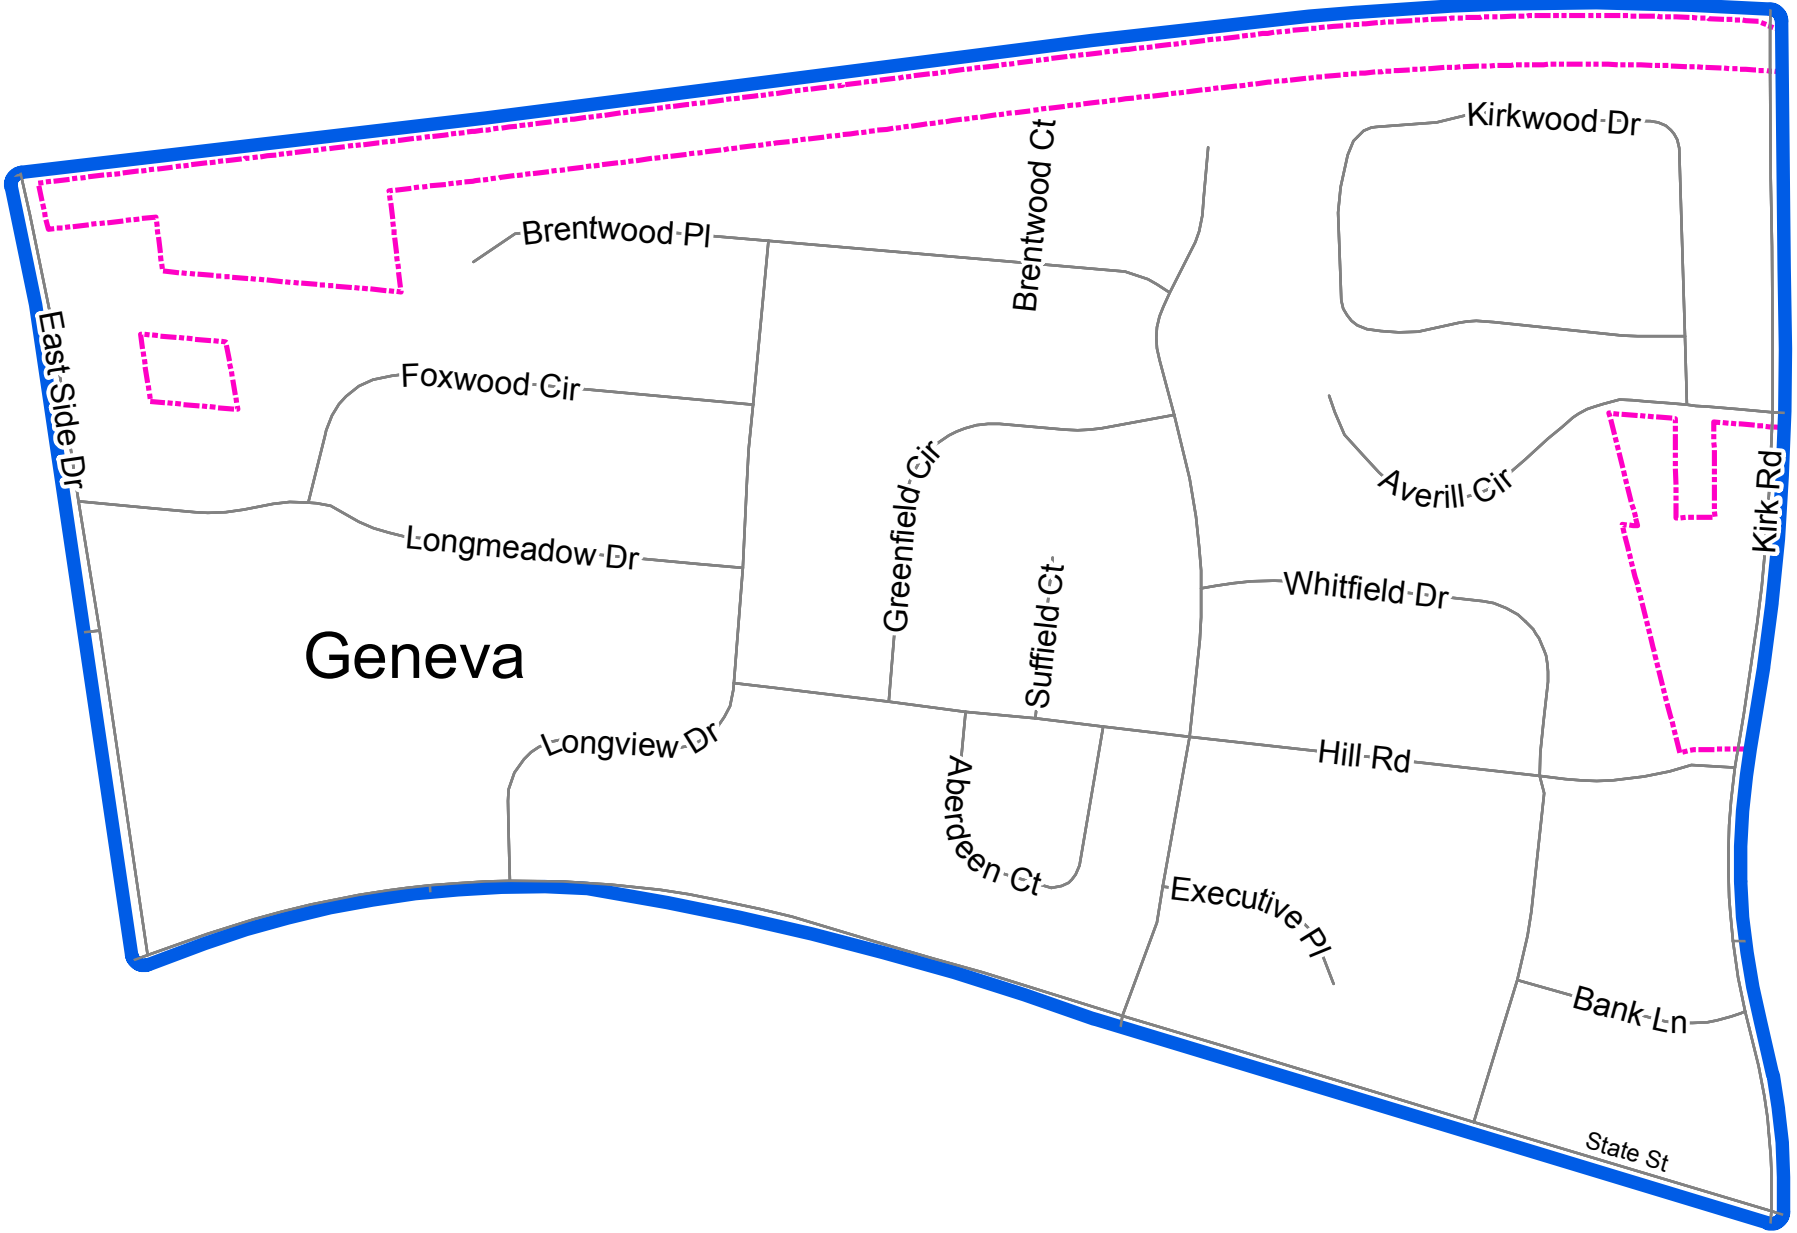 Kirkwood Dr
Brentwood Ct
Brentwood Pl
East Side Dr
Foxwood Cir
Greenfield Cir
Averill Cir
Kirk Rd
Longmeadow Dr
Suffield Ct
Whitfield Dr
Geneva
Longview Dr
Hill Rd
Aberdeen Ct
Executive Pl
Bank Ln
State St